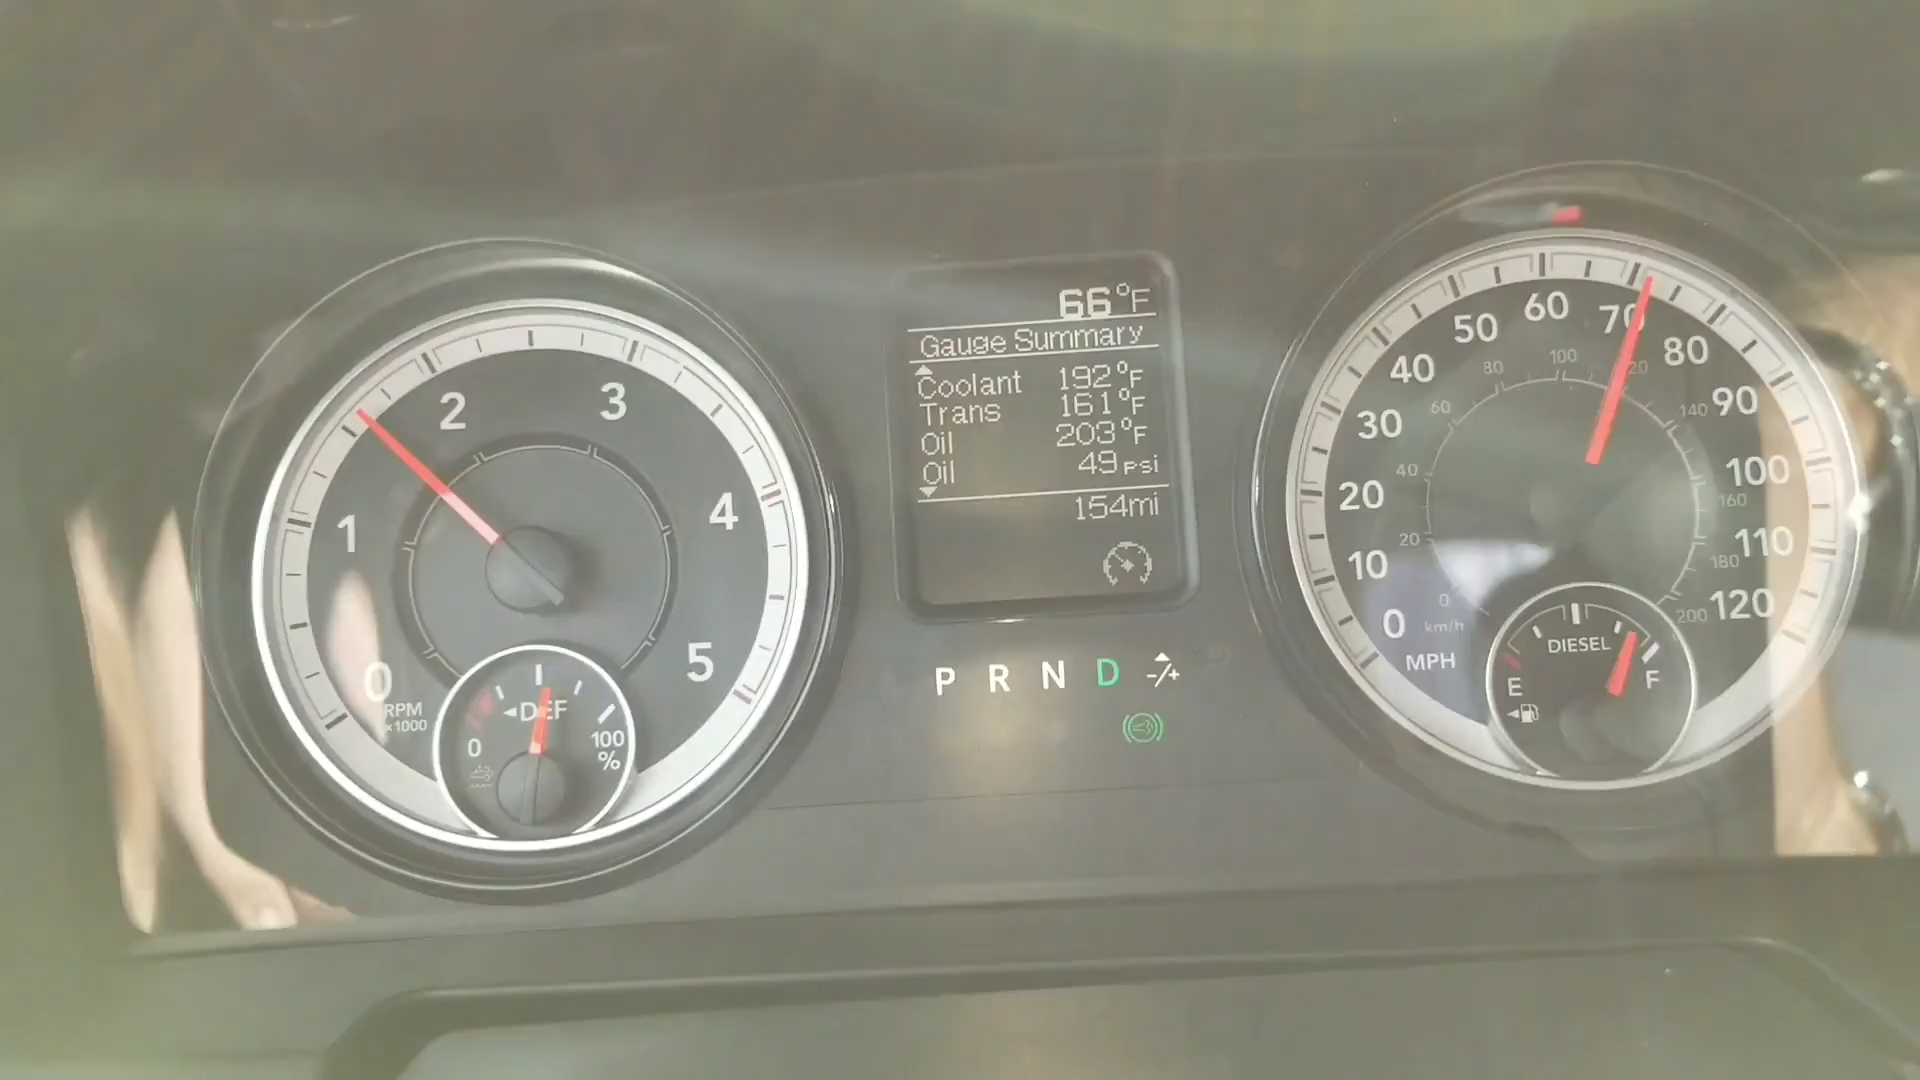 66°F
Gauge Summary
Coolant 192°F
Trans 161°F
Oil 203°F
Oil 49 psi
154mi
P R N D -/+
0
1
2
3
4
5
RPM
x1000
DEF
0
100
%
0
10
20
30
40
50
60
70
80
90
100
110
120
MPH
0
20
40
60
80
100
120
140
160
180
200
km/h
DIESEL
E
F